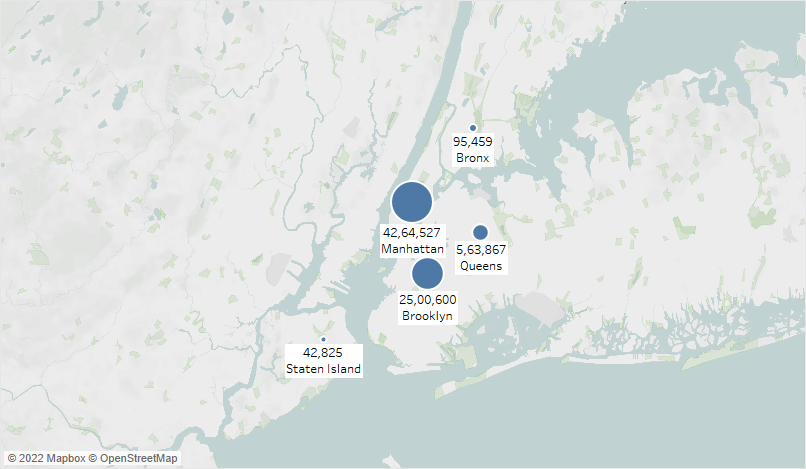 95,459
Bronx
42,64,527
Manhattan
5,63,867
Queens
25,00,600
Brooklyn
42,825
Staten Island
© 2022 Mapbox © OpenStreetMap